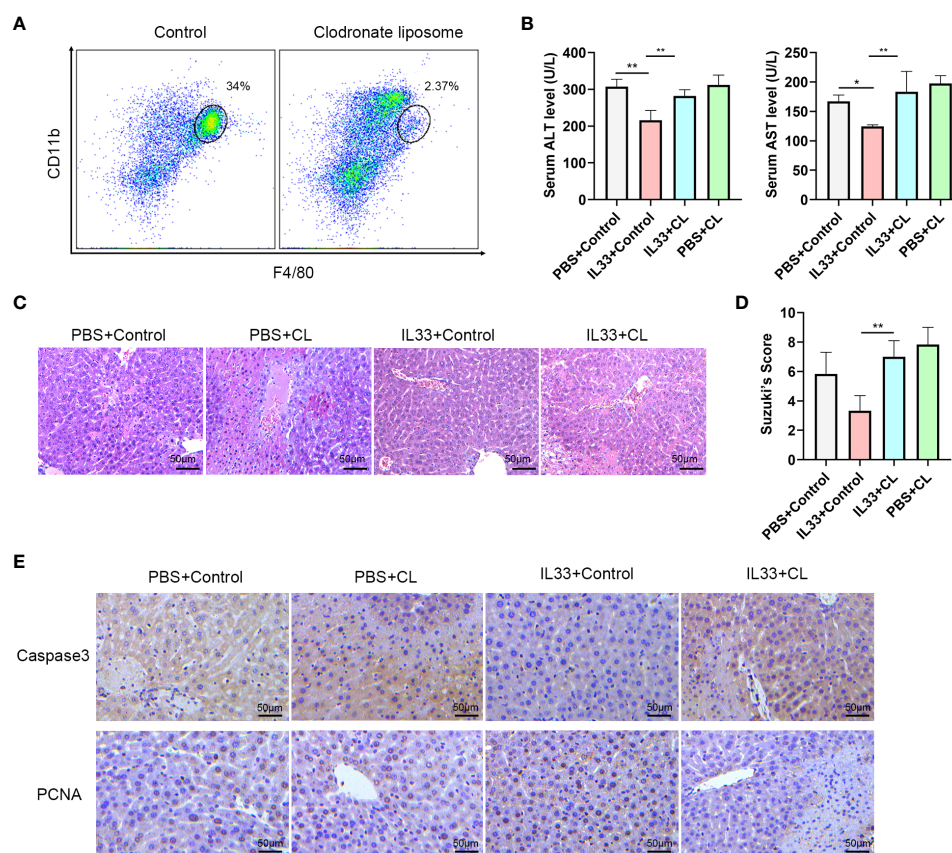 A
Control
Clodronate liposome
34%
2.37%
CD11b
F4/80
B
Serum ALT level (U/L)
400
300
200
100
0
**
**
PBS+Control
IL33+Control
IL33+CL
PBS+CL
Serum AST level (U/L)
250
200
150
100
50
0
*
**
PBS+Control
IL33+Control
IL33+CL
PBS+CL
C
PBS+Control
PBS+CL
IL33+Control
IL33+CL
50μm
50μm
50μm
50μm
D
Suzuki's Score
10
8
6
4
2
0
**
PBS+Control
IL33+Control
IL33+CL
PBS+CL
E
PBS+Control
PBS+CL
IL33+Control
IL33+CL
Caspase3
50μm
50μm
50μm
50μm
PCNA
50μm
50μm
50μm
50μm